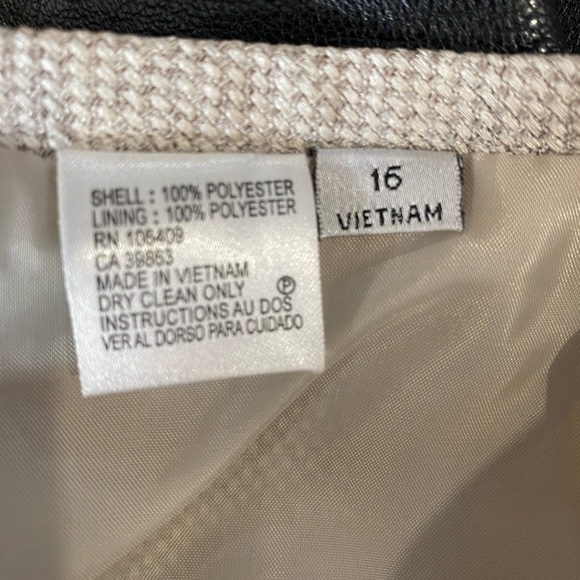 SHELL : 100% POLYESTER
LINING : 100% POLYESTER
RN 106409
CA 39863
MADE IN VIETNAM
DRY CLEAN ONLY Ⓟ
INSTRUCTIONS AU DOS
VER AL DORSO PARA CUIDADO
16
VIETNAM